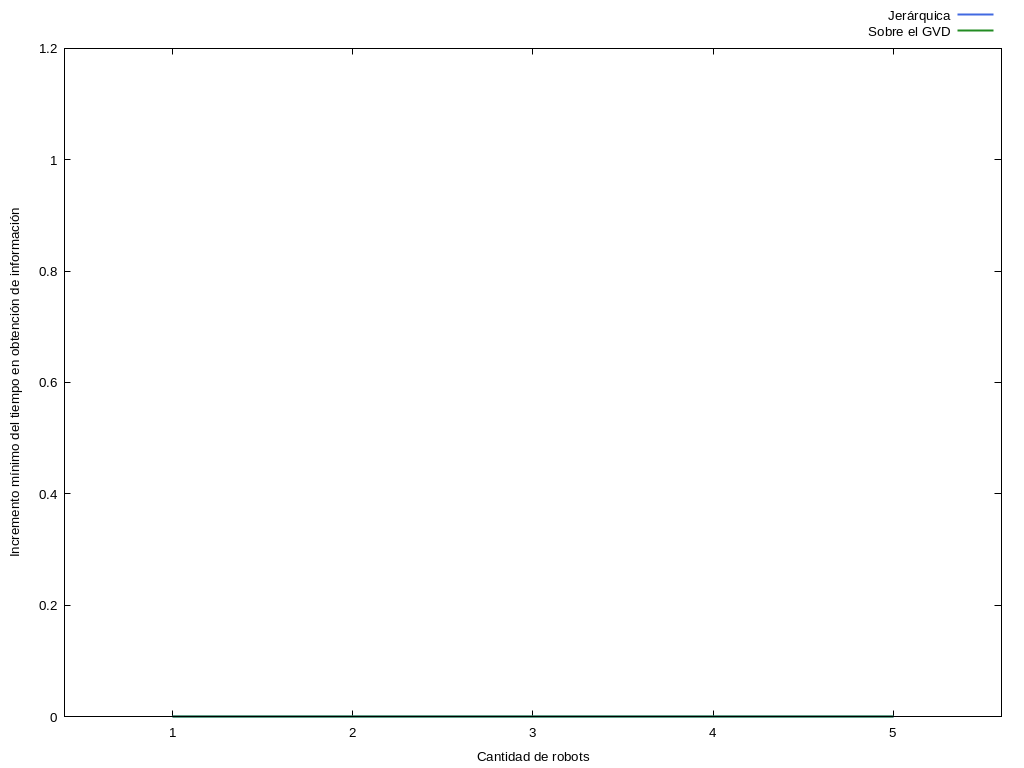 Jerárquica
Sobre el GVD
1.2
1
0.8
0.6
0.4
0.2
0
Incremento mínimo del tiempo en obtención de información
1 2 3 4 5
Cantidad de robots